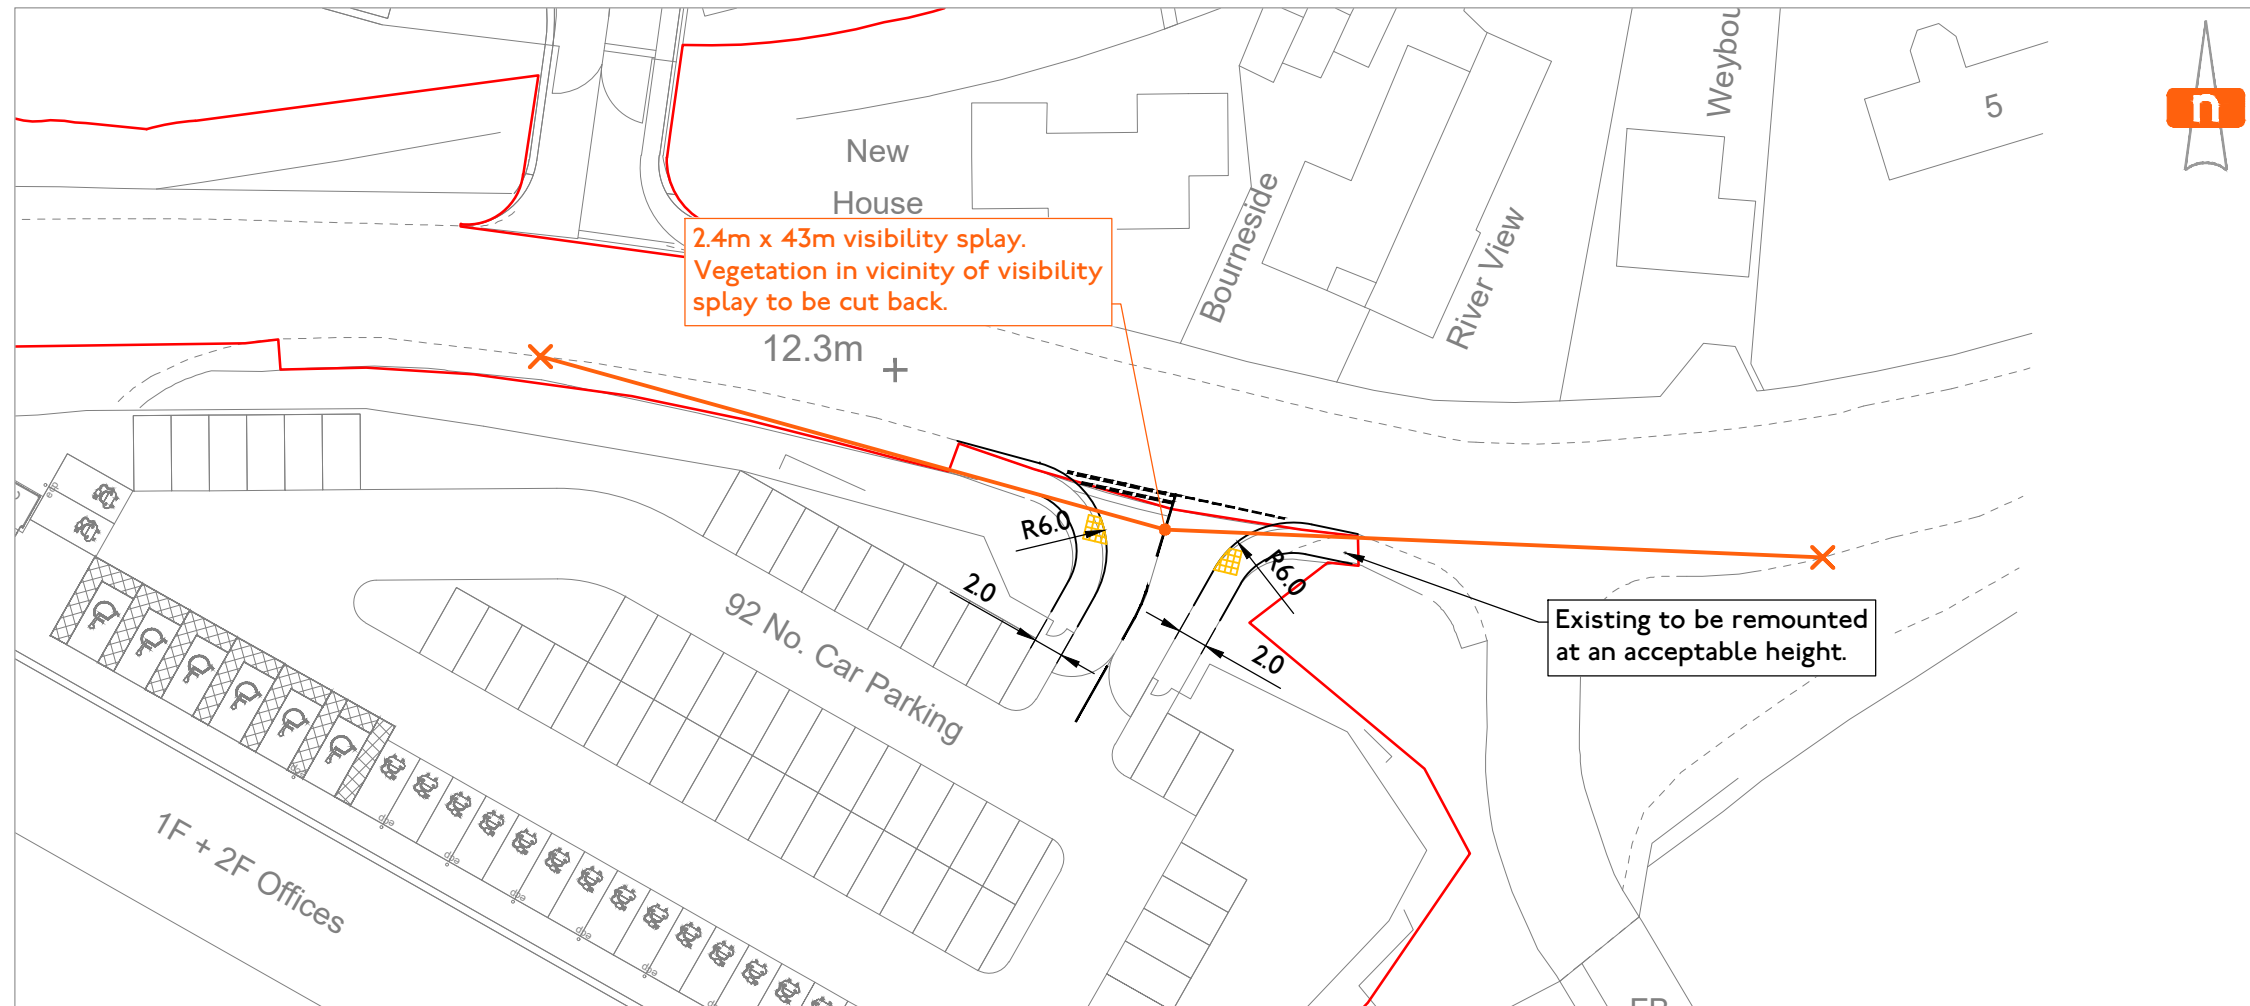 Weybou
5
n
New
House
Bourneside
River View
2.4m x 43m visibility splay.
Vegetation in vicinity of visibility
splay to be cut back.
12.3m
R6.0
R6.0
2.0
2.0
Existing to be remounted
at an acceptable height.
92 No. Car Parking
1F + 2F Offices